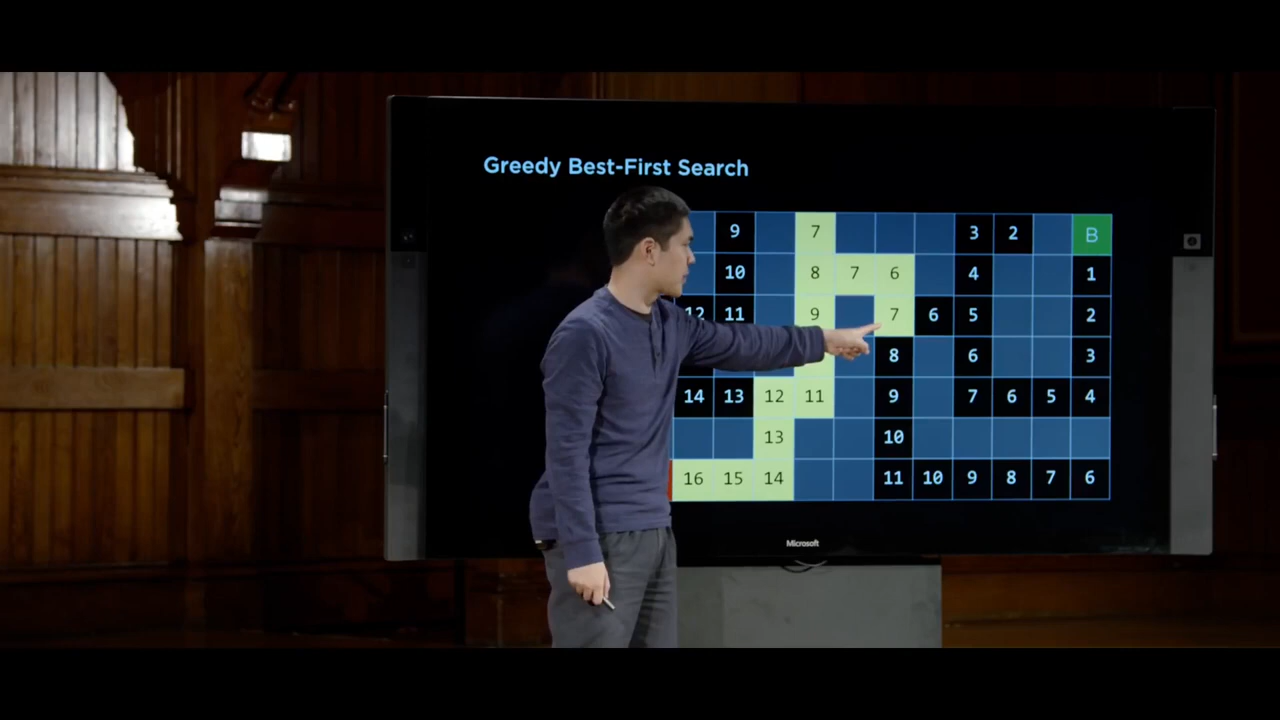 Greedy Best-First Search
9 7 3 2 B
10 8 7 6 4 1
12 11 9 7 6 5 2
8 6 3
14 13 12 11 9 7 6 5 4
13 10
16 15 14 11 10 9 8 7 6
Microsoft